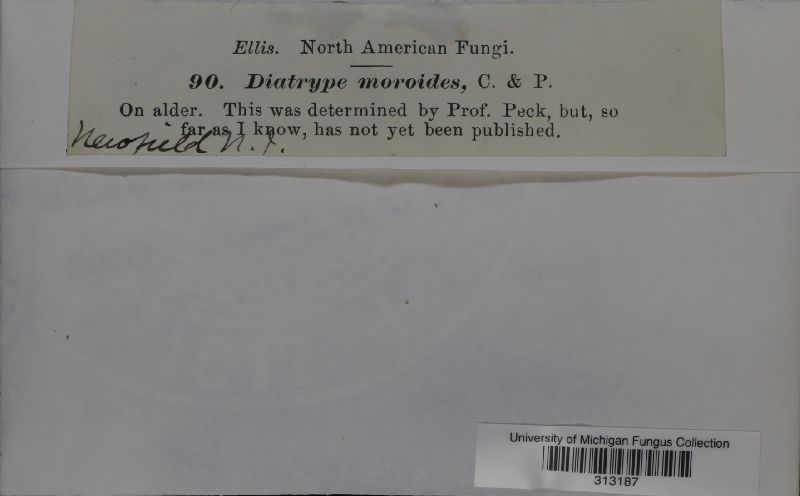 Ellis. North American Fungi.
90. Diatrype moroides, C. & P.
On alder. This was determined by Prof. Peck, but, so
far as I know, has not yet been published.
Newfield N.J.
University of Michigan Fungus Collection
313187